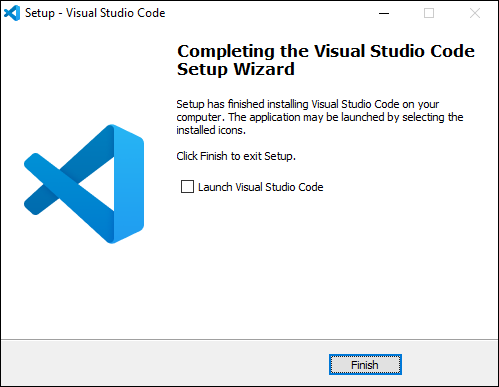 Setup - Visual Studio Code
Completing the Visual Studio Code
Setup Wizard
Setup has finished installing Visual Studio Code on your
computer. The application may be launched by selecting the
installed icons.
Click Finish to exit Setup.
Launch Visual Studio Code
Finish